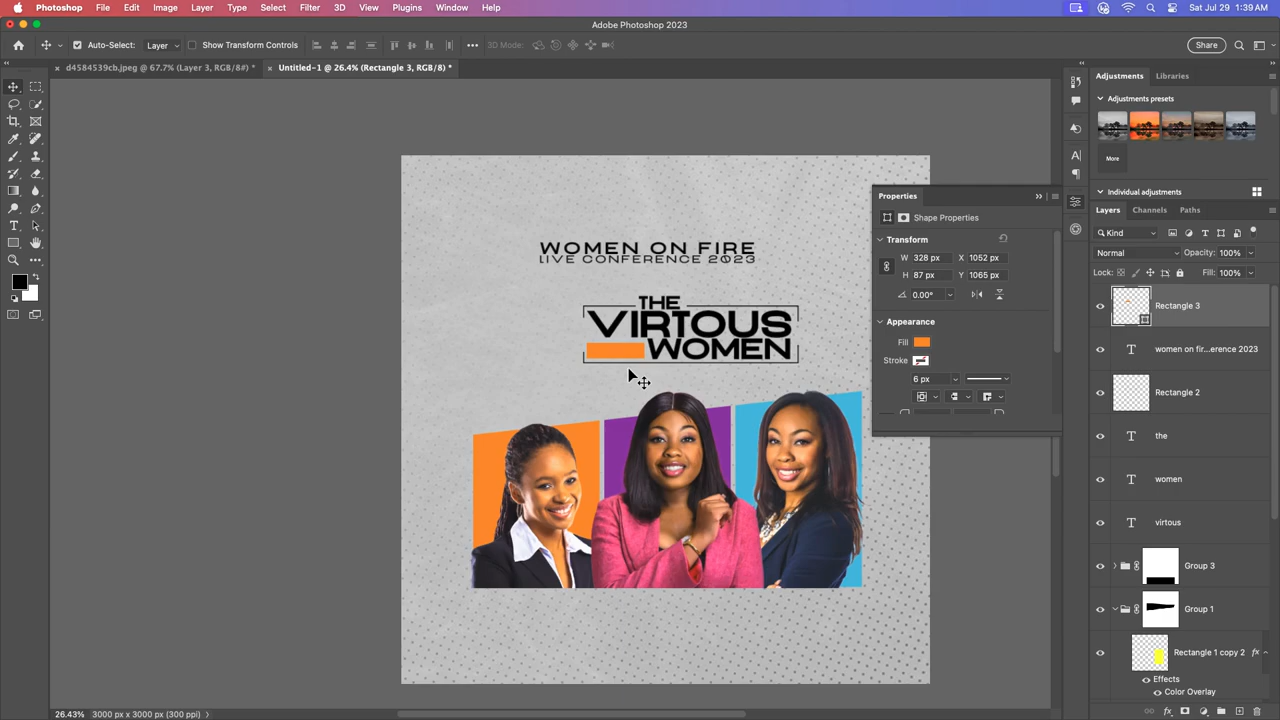 Photoshop File Edit Image Layer Type Select Filter 3D View Plugins Window Help Sat Jul 29 1:39 AM
Adobe Photoshop 2023
Auto-Select: Layer Show Transform Controls 3D Mode: Share
d4584539cb.jpeg @ 67.7% (Layer 3, RGB/8#) * Untitled-1 @ 26.4% (Rectangle 3, RGB/8) *
WOMEN ON FIRE
LIVE CONFERENCE 2023
THE
VIRTOUS
WOMEN
Properties
Shape Properties
Transform
W 328 px X 1052 px
H 87 px Y 1065 px
0.00°
Appearance
Fill
Stroke
6 px
Adjustments Libraries
Adjustments presets
More
Individual adjustments
Layers Channels Paths
Kind
Normal Opacity: 100%
Lock: Fill: 100%
Rectangle 3
women on fir...erence 2023
Rectangle 2
the
women
virtous
Group 3
Group 1
Rectangle 1 copy 2 fx
Effects
Color Overlay
26.43% 3000 px x 3000 px (300 ppi)